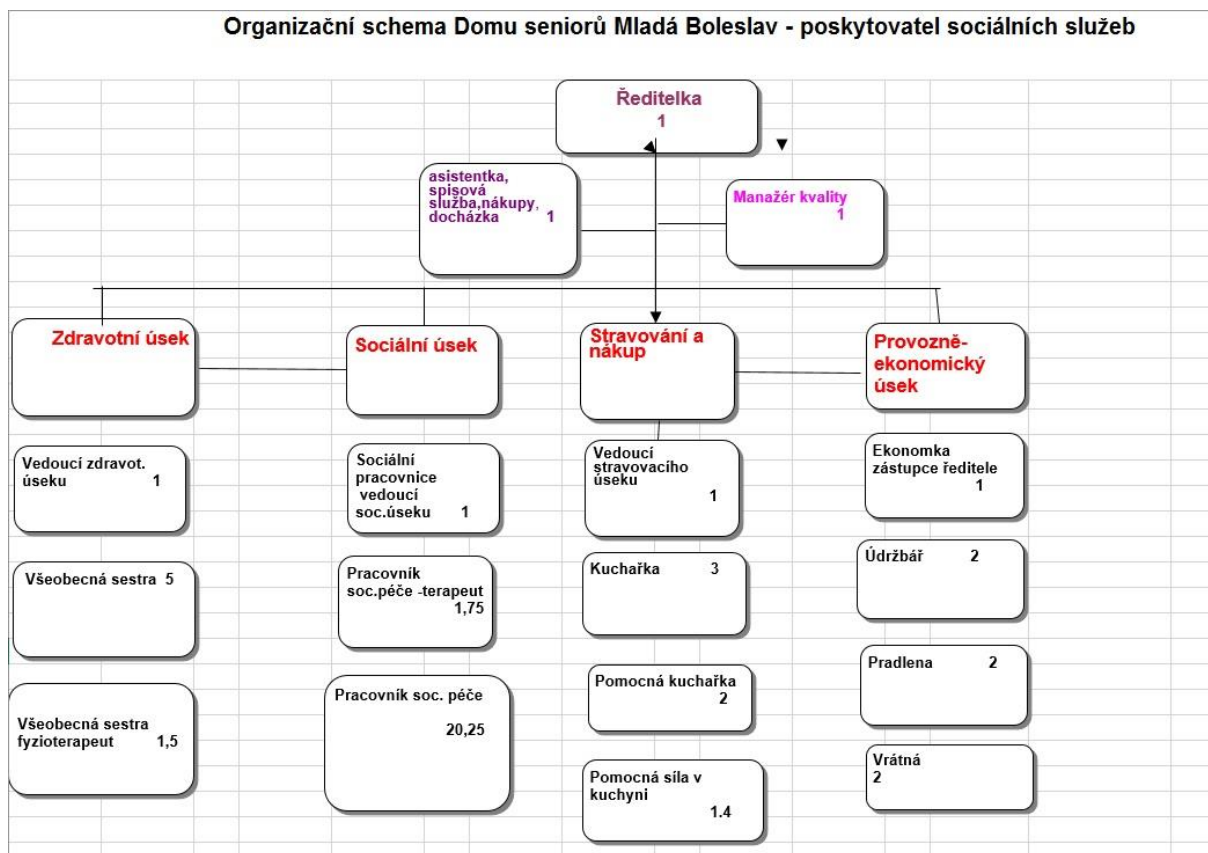 Organizační schema Domu seniorů Mladá Boleslav - poskytovatel sociálních služeb
Ředitelka
1
asistentka,
spisová
služba,nákupy,
docházka 1
Manažér kvality
1
Zdravotní úsek
Sociální úsek
Stravování a
nákup
Provozně-
ekonomický
úsek
Vedoucí zdravot.
úseku 1
Sociální
pracovnice
vedoucí
soc.úseku 1
Vedoucí
stravovacího
úseku
1
Ekonomka
zástupce ředitele
1
Všeobecná sestra 5
Pracovník
soc.péče -terapeut
1,75
Kuchařka 3
Údržbář 2
Všeobecná sestra
fyzioterapeut 1,5
Pracovník soc. péče
20,25
Pomocná kuchařka
2
Pradlena 2
Pomocná síla v
kuchyni
1.4
Vrátná
2